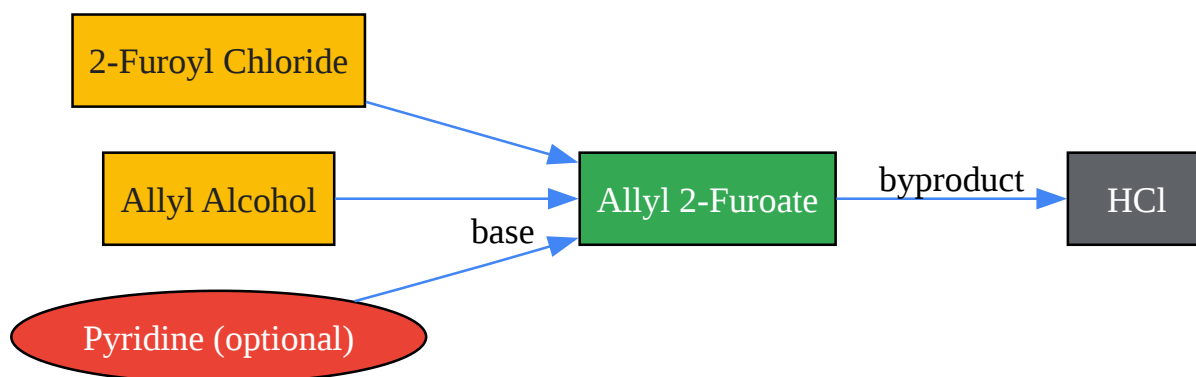 2-Furoyl Chloride
Allyl Alcohol
base
Pyridine (optional)
Allyl 2-Furoate
byproduct
HCl